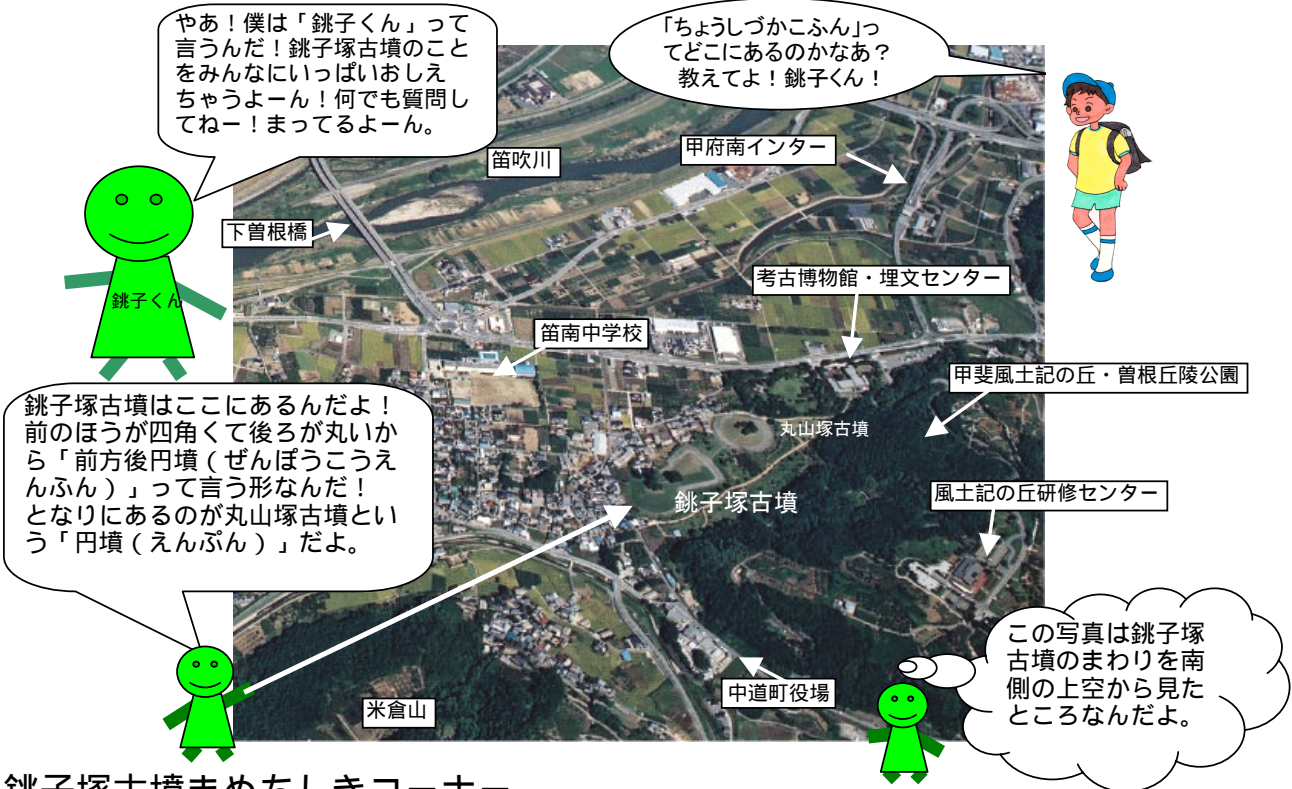 やあ！僕は「銚子くん」って
言うんだ！銚子塚古墳のこと
をみんなにいっぱいおしえ
ちゃうよーん！何でも質問し
てねー！まってるよーん。
「ちょうしづかこふん」っ
てどこにあるのかなあ？
教えてよ！銚子くん！
笛吹川
甲府南インター
下曽根橋
銚子くん
考古博物館・埋文センター
笛南中学校
甲斐風土記の丘・曽根丘陵公園
銚子塚古墳はここにあるんだよ！
前のほうが四角くて後ろが丸いか
ら「前方後円墳（ぜんぽうこうえ
んふん）」って言う形なんだ！
となりにあるのが丸山塚古墳とい
う「円墳（えんぷん）」だよ。
丸山塚古墳
銚子塚古墳
風土記の丘研修センター
この写真は銚子塚
古墳のまわりを南
側の上空から見た
ところなんだよ。
中道町役場
米倉山
銚子塚古墳まめちしきコーナー